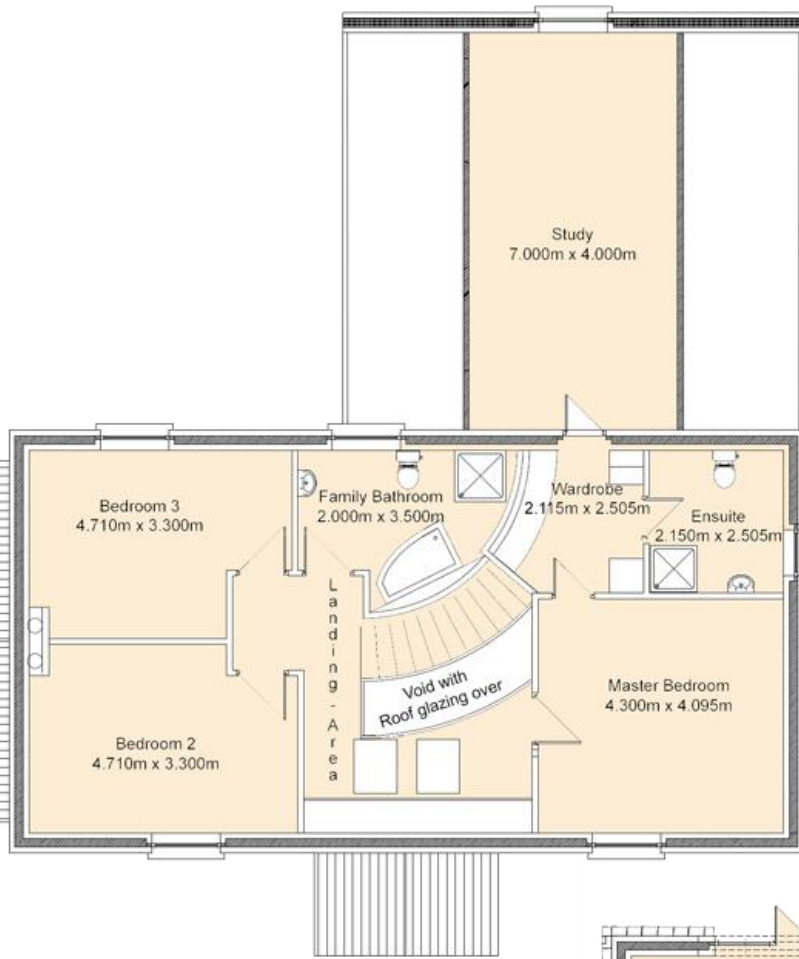 Study
7.000m x 4.000m
Bedroom 3
4.710m x 3.300m
Family Bathroom
2.000m x 3.500m
Wardrobe
2.115m x 2.505m
Ensuite
2.150m x 2.505m
Landing - Area
Void with
Roof glazing over
Master Bedroom
4.300m x 4.095m
Bedroom 2
4.710m x 3.300m